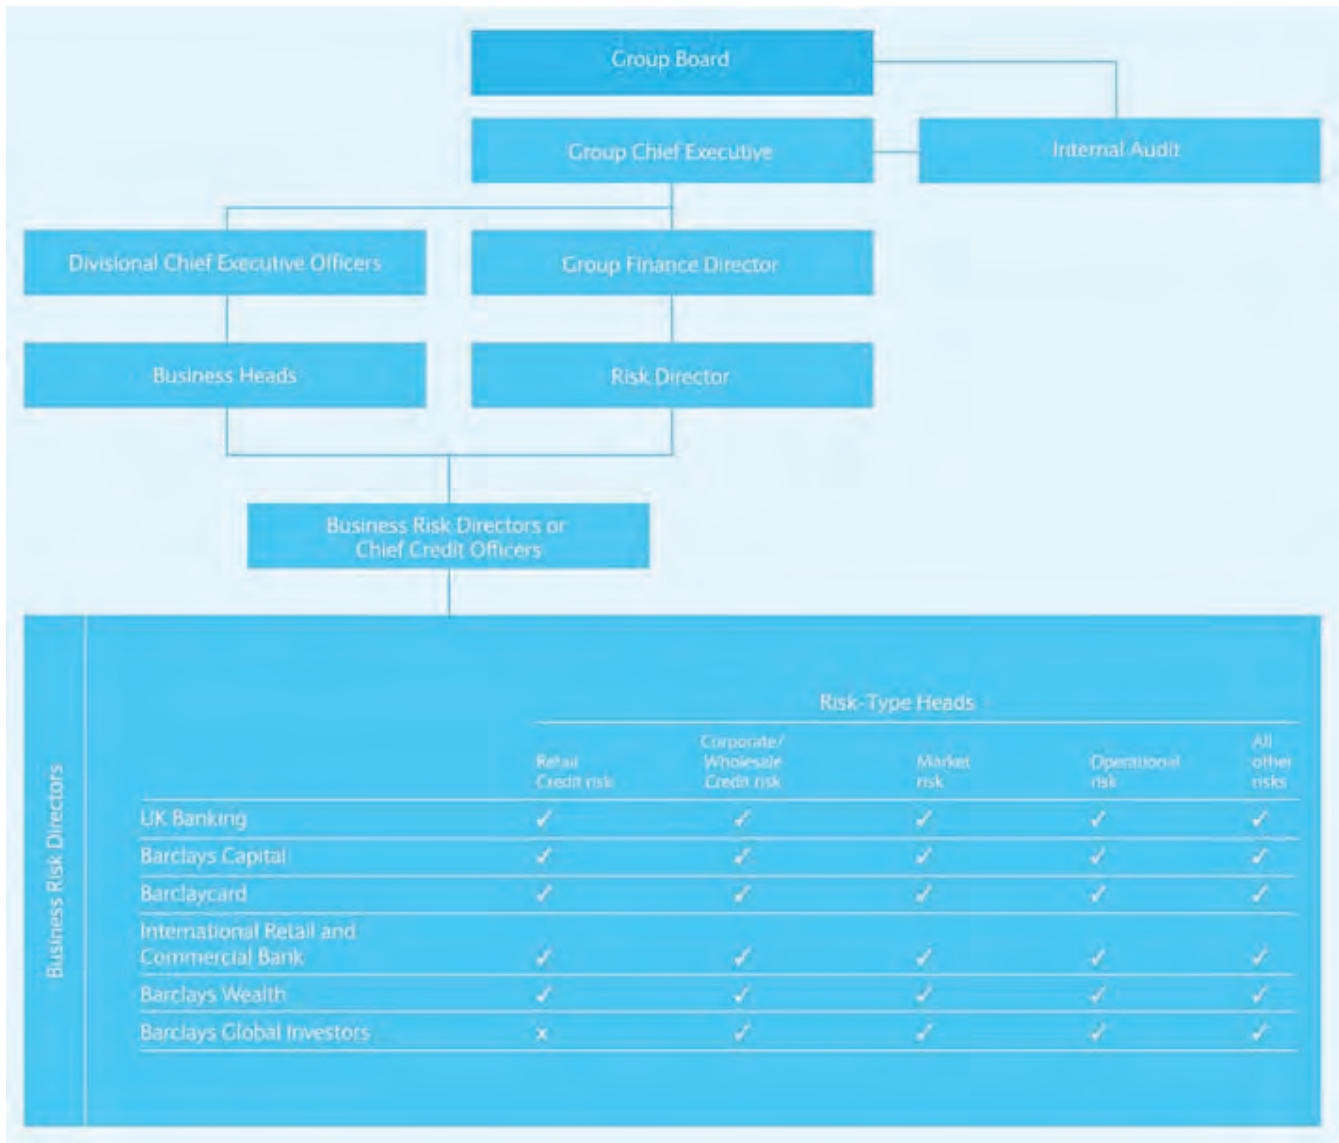 Group Board
Group Chief Executive
Internal Audit
Divisional Chief Executive Officers
Group Finance Director
Business Heads
Risk Director
Business Risk Directors or
Chief Credit Officers
Business Risk Directors
Risk-Type Heads
Retail
Credit risk
Corporate/
Wholesale
Credit risk
Market
risk
Operational
risk
All
other
risks
UK Banking ✓ ✓ ✓ ✓ ✓
Barclays Capital ✓ ✓ ✓ ✓ ✓
Barclaycard ✓ ✓ ✓ ✓ ✓
International Retail and
Commercial Bank ✓ ✓ ✓ ✓ ✓
Barclays Wealth ✓ ✓ ✓ ✓ ✓
Barclays Global Investors x ✓ ✓ ✓ ✓